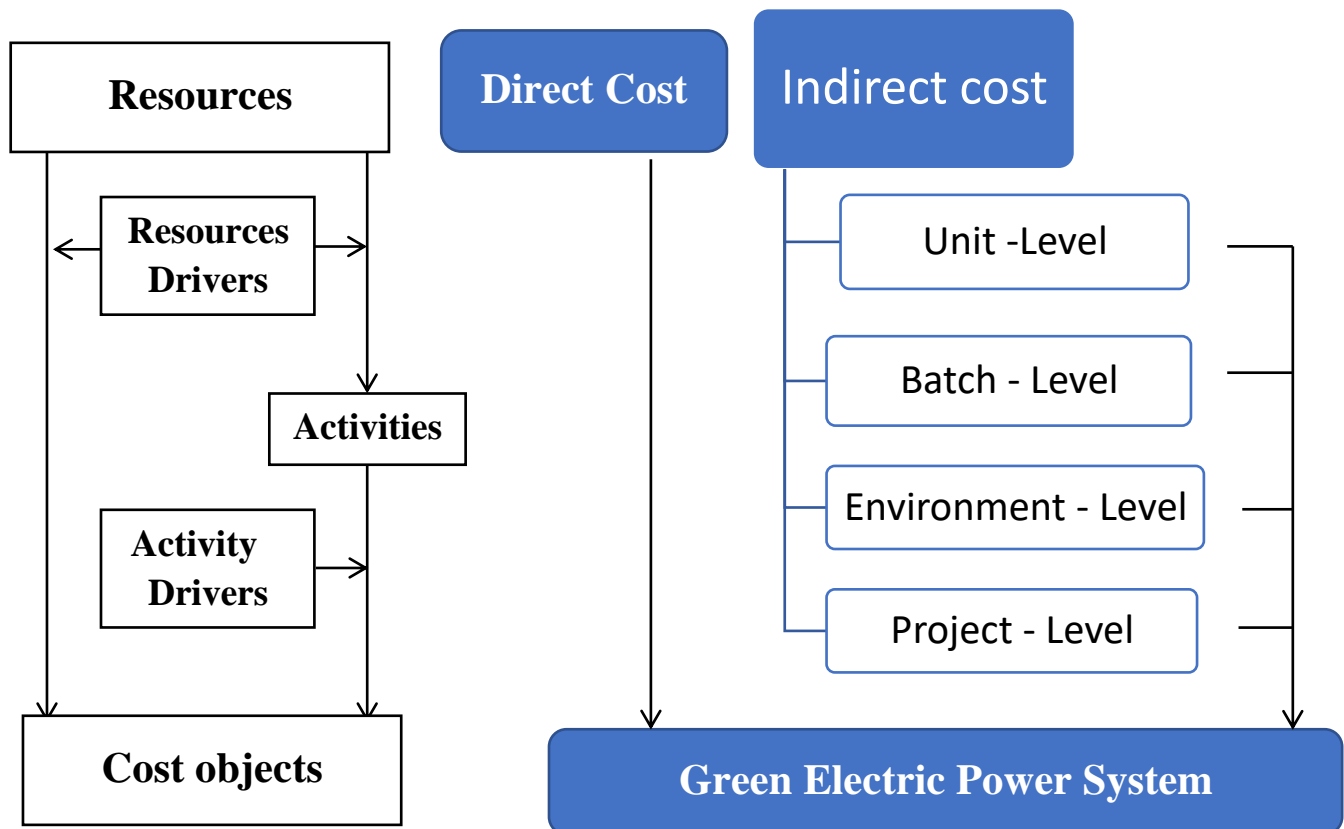 Resources
Direct Cost
Indirect cost
Resources
Drivers
Unit -Level
Batch - Level
Activities
Environment - Level
Activity
Drivers
Project - Level
Cost objects
Green Electric Power System